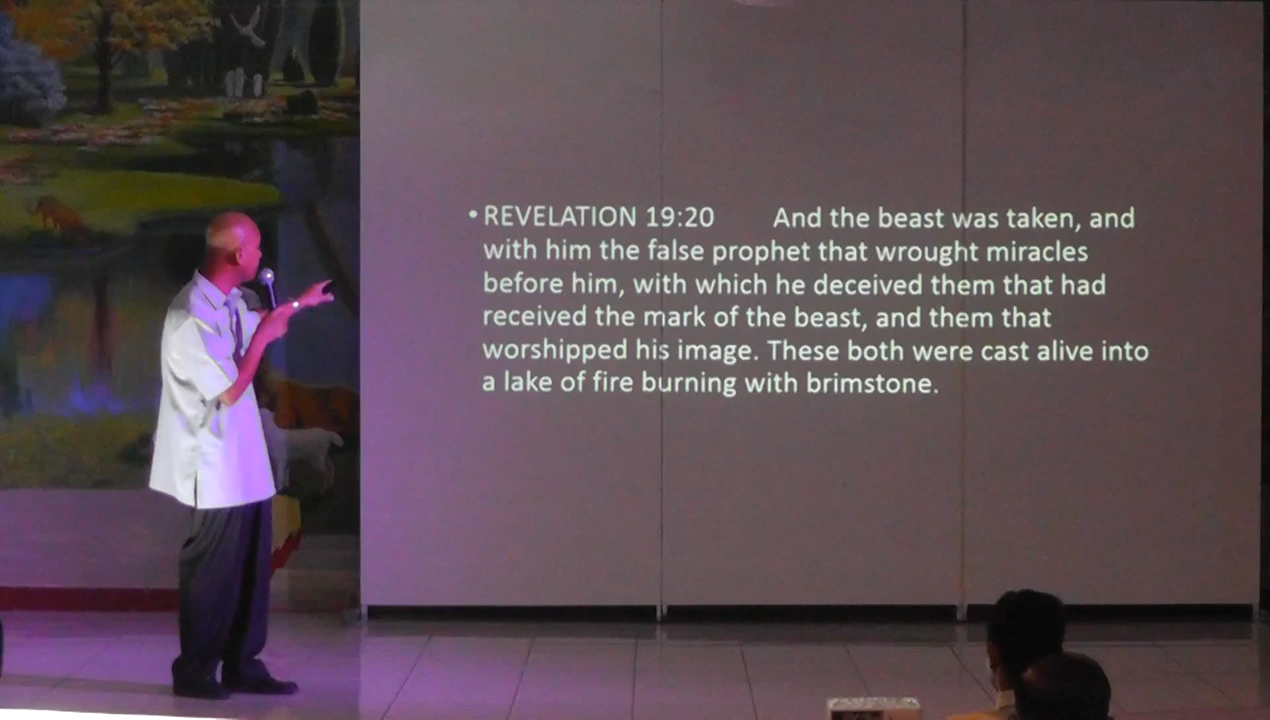 • REVELATION 19:20 And the beast was taken, and
with him the false prophet that wrought miracles
before him, with which he deceived them that had
received the mark of the beast, and them that
worshipped his image. These both were cast alive into
a lake of fire burning with brimstone.